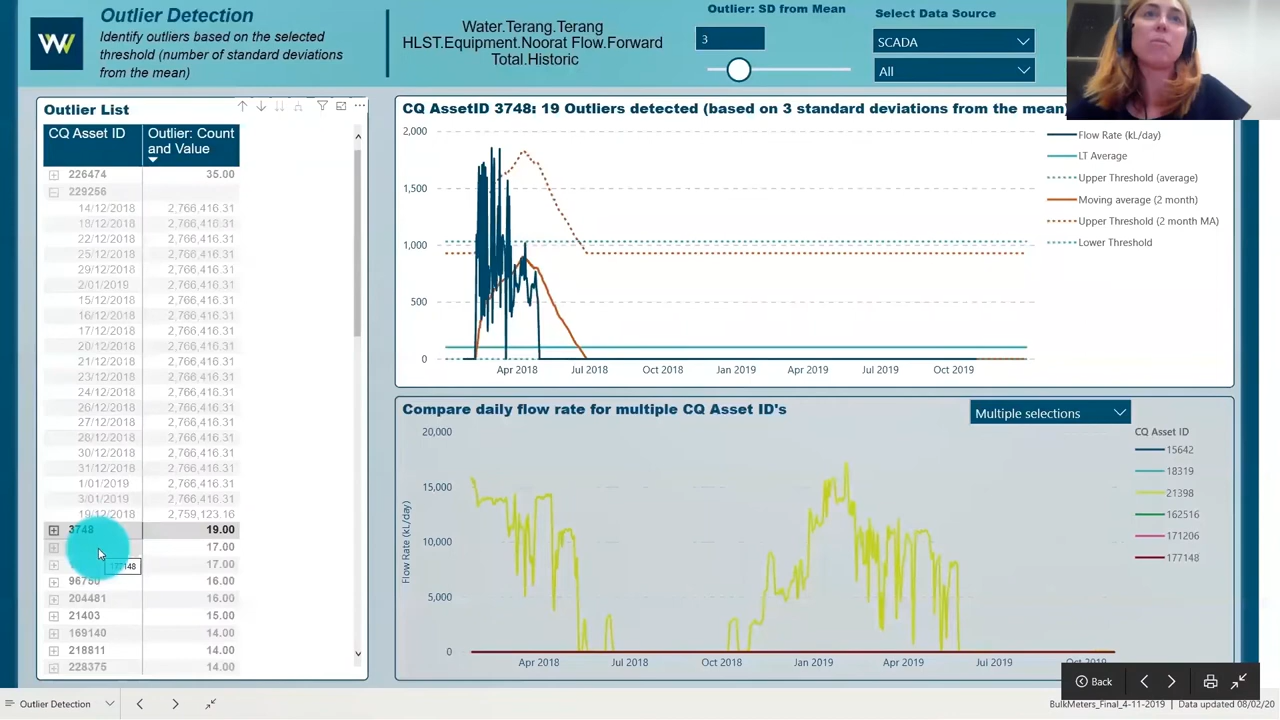 Outlier Detection
Identify outliers based on the selected
threshold (number of standard deviations
from the mean)
Water.Terang.Terang
HLST.Equipment.Noorat Flow.Forward
Total.Historic
Outlier: SD from Mean
3
Select Data Source
SCADA
All
Outlier List
CQ Asset ID
Outlier: Count and Value
226474 35.00
229256
14/12/2018 2,766,416.31
18/12/2018 2,766,416.31
22/12/2018 2,766,416.31
25/12/2018 2,766,416.31
29/12/2018 2,766,416.31
2/01/2019 2,766,416.31
15/12/2018 2,766,416.31
16/12/2018 2,766,416.31
17/12/2018 2,766,416.31
20/12/2018 2,766,416.31
21/12/2018 2,766,416.31
23/12/2018 2,766,416.31
24/12/2018 2,766,416.31
26/12/2018 2,766,416.31
27/12/2018 2,766,416.31
28/12/2018 2,766,416.31
30/12/2018 2,766,416.31
31/12/2018 2,766,416.31
1/01/2019 2,766,416.31
3/01/2019 2,766,416.31
19/12/2018 2,759,123.16
3748 19.00
17.00
177148
17.00
96750 16.00
204481 16.00
21403 15.00
169140 14.00
218811 14.00
228375 14.00
CQ AssetID 3748: 19 Outliers detected (based on 3 standard deviations from the mean)
2,000
1,500
1,000
500
0
Apr 2018 Jul 2018 Oct 2018 Jan 2019 Apr 2019 Jul 2019 Oct 2019
Flow Rate (kL/day)
LT Average
Upper Threshold (average)
Moving average (2 month)
Upper Threshold (2 month MA)
Lower Threshold
Compare daily flow rate for multiple CQ Asset ID's
Multiple selections
Flow Rate (kL/day)
20,000
15,000
10,000
5,000
0
Apr 2018 Jul 2018 Oct 2018 Jan 2019 Apr 2019 Jul 2019 Oct 2019
CQ Asset ID
15642
18319
21398
162516
171206
177148
Back
Outlier Detection
BulkMeters_Final_4-11-2019 | Data updated 08/02/20